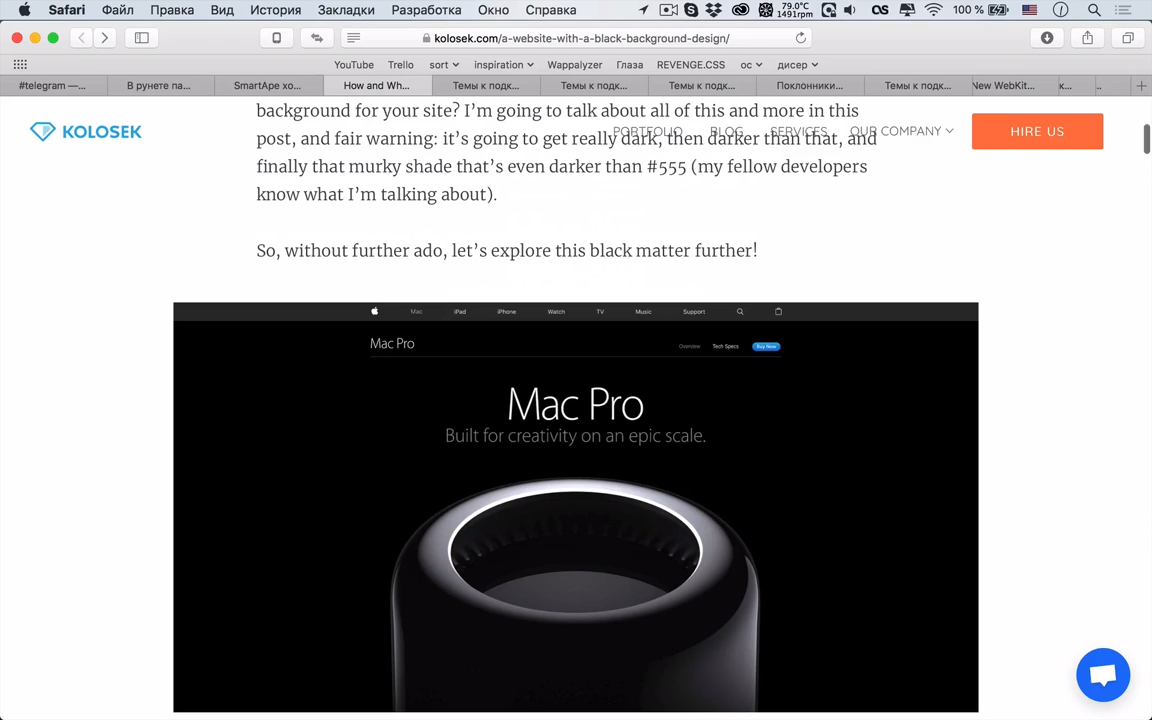 Safari Файл Правка Вид История Закладки Разработка Окно Справка 79.0°C 1491rpm 100 %
kolosek.com/a-website-with-a-black-background-design/
YouTube Trello sort inspiration Wappalyzer Глаза REVENGE.CSS ос дисер
#telegram —... В рунете па... SmartApe хо... How and Wh... Темы к подк... Темы к подк... Темы к подк... Поклонники... Темы к подк... New WebKit... к... ..
background for your site? I'm going to talk about all of this and more in this
KOLOSEK PORTFOLIO BLOG SERVICES OUR COMPANY HIRE US
post, and fair warning: it's going to get really dark, then darker than that, and
finally that murky shade that's even darker than #555 (my fellow developers
know what I'm talking about).
So, without further ado, let's explore this black matter further!
Mac iPad iPhone Watch TV Music Support
Mac Pro Overview Tech Specs Buy Now
Mac Pro
Built for creativity on an epic scale.